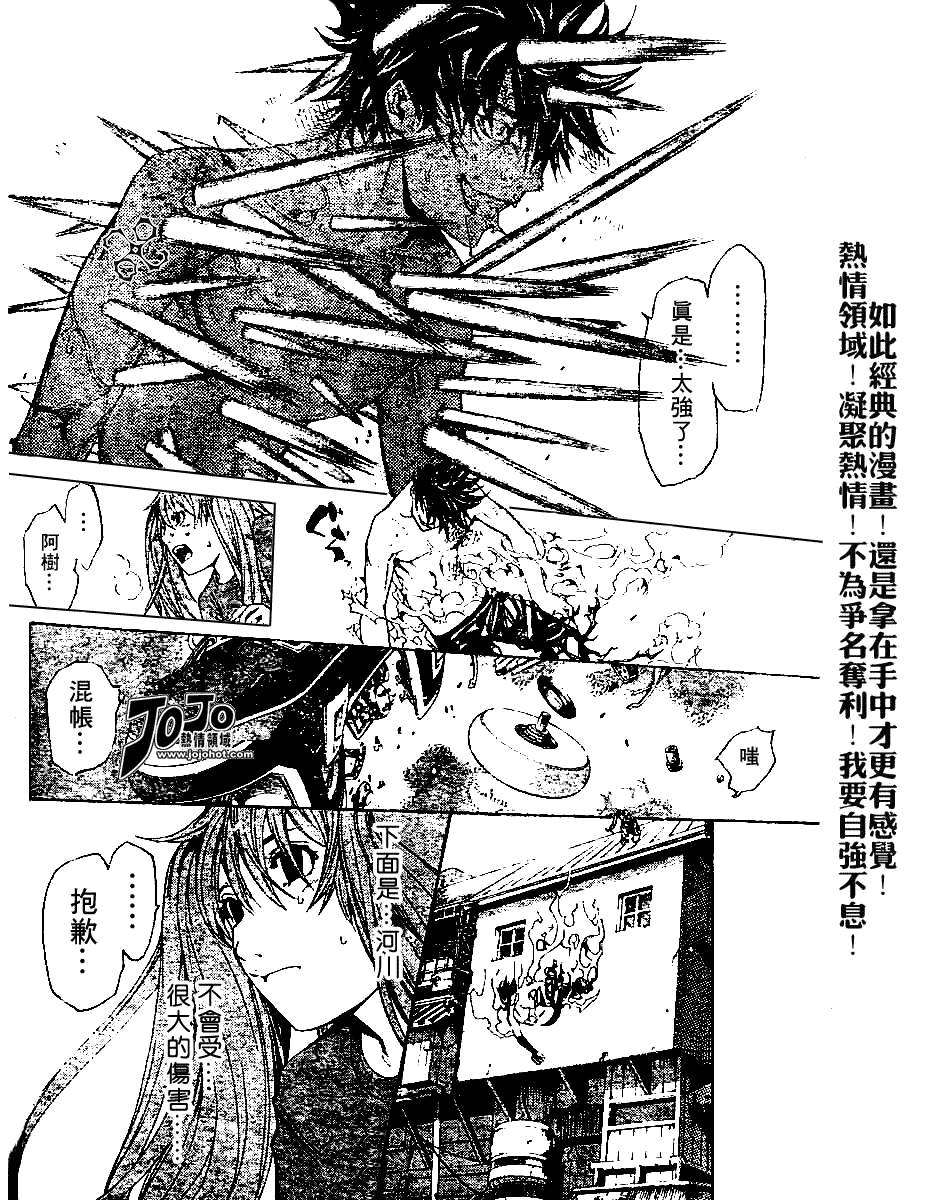 如此經典的漫畫！還是拿在手中才更有感覺！
熱情領域！凝聚熱情！不為爭名奪利！我要自強不息！
………
眞是…太強了…
…
阿樹…
嗤
混帳…
JOJO
熱情領域
www.jojohot.com
下面是…河川
不會受……
很大的傷害……
……
抱歉…